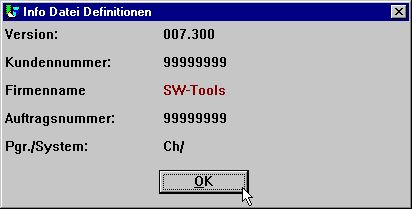 Info Datei Definitionen
Version: 007.300
Kundennummer: 99999999
Firmenname SW-Tools
Auftragsnummer: 99999999
Pgr./System: Ch/
OK